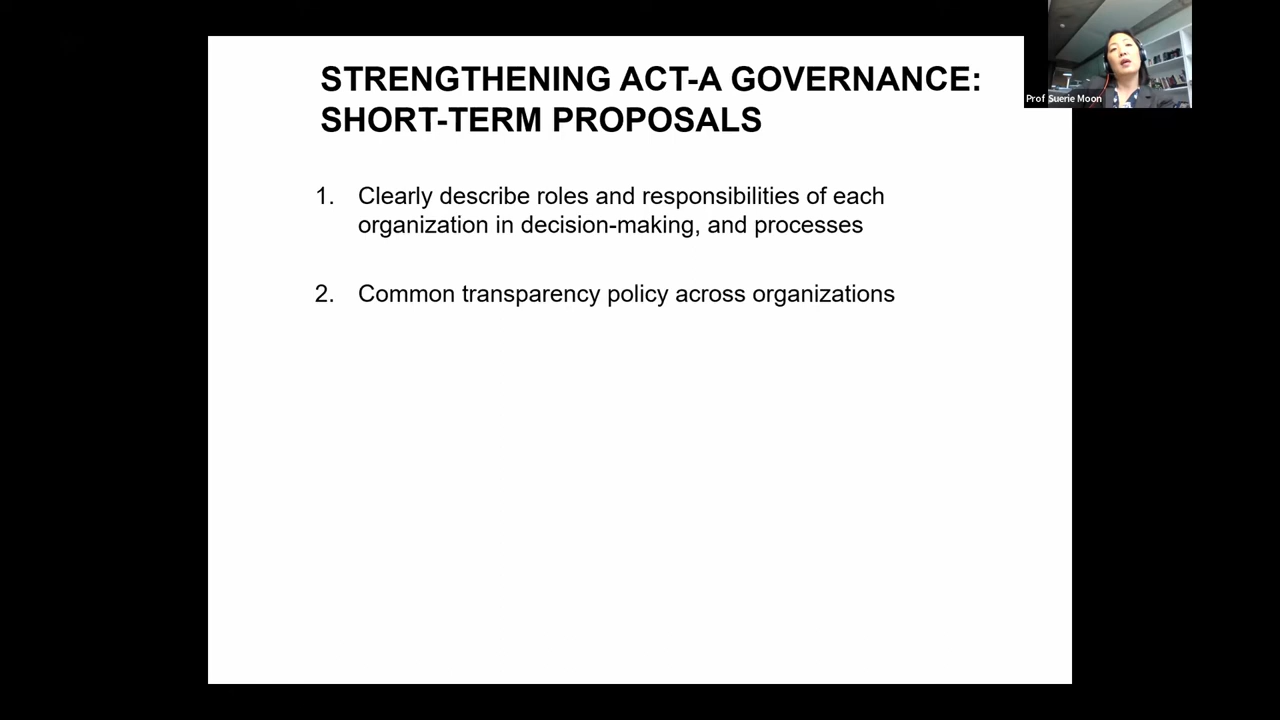 STRENGTHENING ACT-A GOVERNANCE:
SHORT-TERM PROPOSALS
Prof Suerie Moon
1. Clearly describe roles and responsibilities of each
organization in decision-making, and processes
2. Common transparency policy across organizations